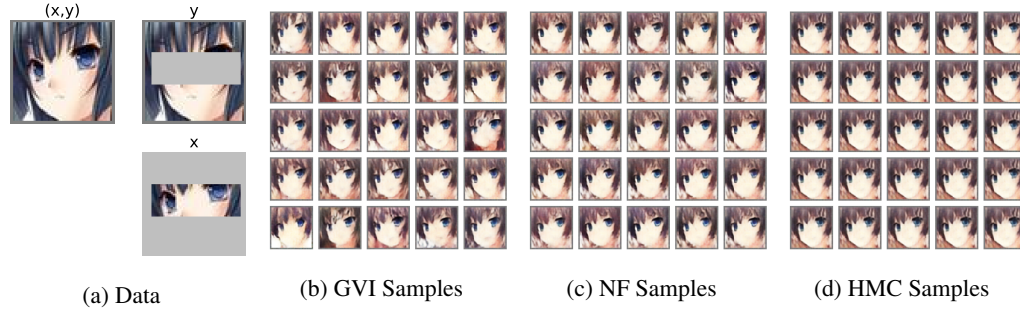 (x,y)
y
x
(a) Data
(b) GVI Samples
(c) NF Samples
(d) HMC Samples